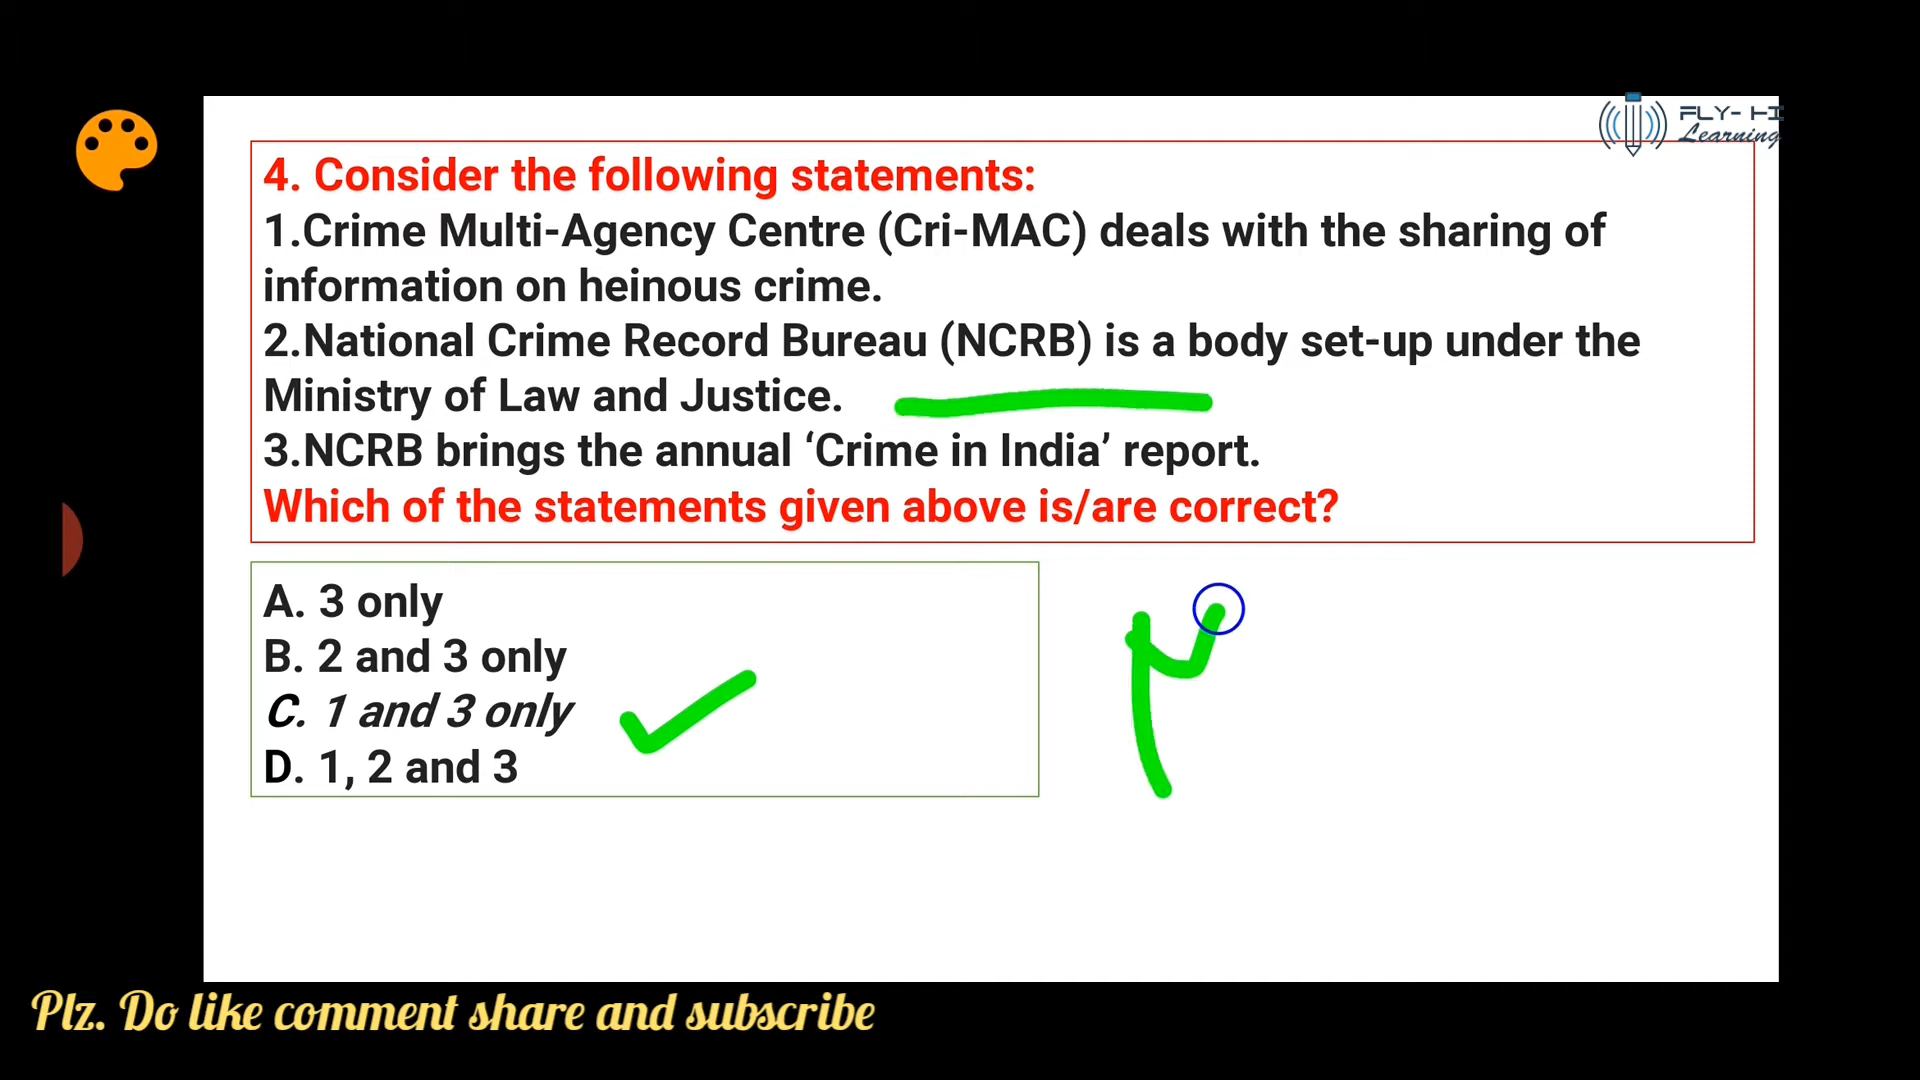 FLY-HI
Learning
4. Consider the following statements:
1.Crime Multi-Agency Centre (Cri-MAC) deals with the sharing of
information on heinous crime.
2.National Crime Record Bureau (NCRB) is a body set-up under the
Ministry of Law and Justice.
3.NCRB brings the annual ‘Crime in India’ report.
Which of the statements given above is/are correct?
A. 3 only
B. 2 and 3 only
C. 1 and 3 only
D. 1, 2 and 3
Plz. Do like comment share and subscribe